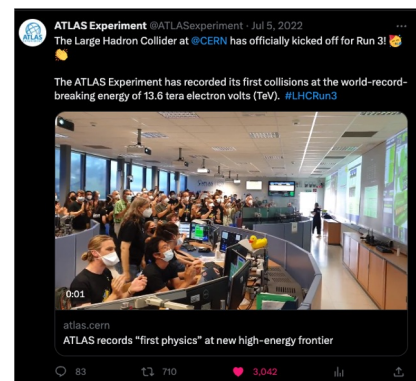 ATLAS Experiment @ATLASexperiment · Jul 5, 2022
The Large Hadron Collider at @CERN has officially kicked off for Run 3! 🥳
👏
The ATLAS Experiment has recorded its first collisions at the world-record-
breaking energy of 13.6 tera electron volts (TeV). #LHCRun3
0:01
atlas.cern
ATLAS records “first physics” at new high-energy frontier
83 710 3,042